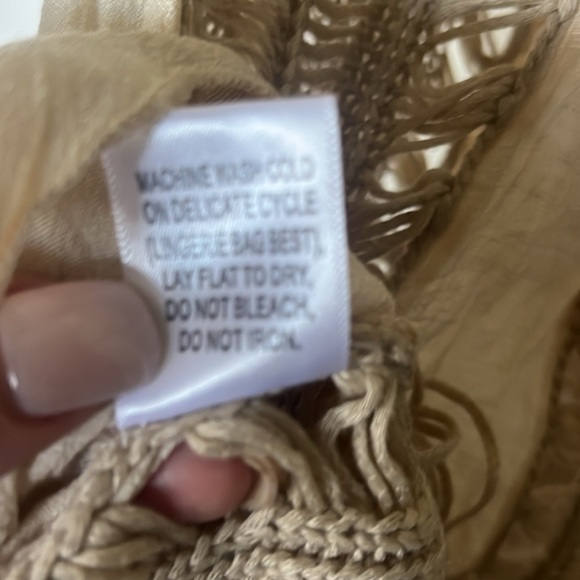 MACHINE WASH COLD
ON DELICATE CYCLE
(LINGERIE BAG BEST),
LAY FLAT TO DRY,
DO NOT BLEACH,
DO NOT IRON.